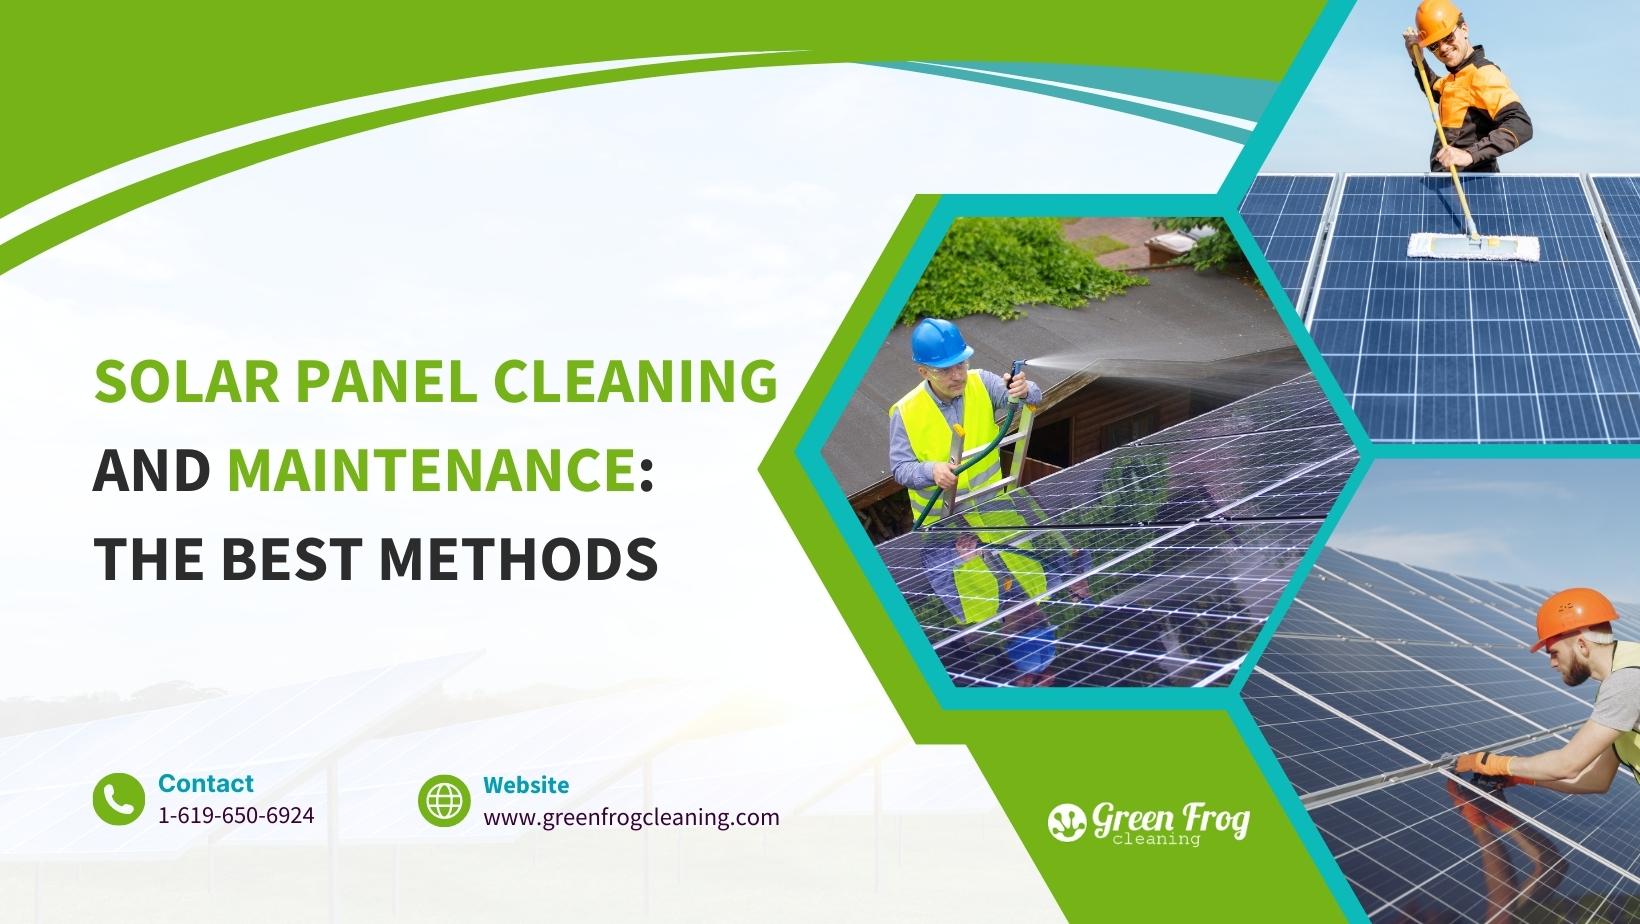 SOLAR PANEL CLEANING
AND MAINTENANCE:
THE BEST METHODS
Contact
1-619-650-6924
Website
www.greenfrogcleaning.com
Green Frog
cleaning